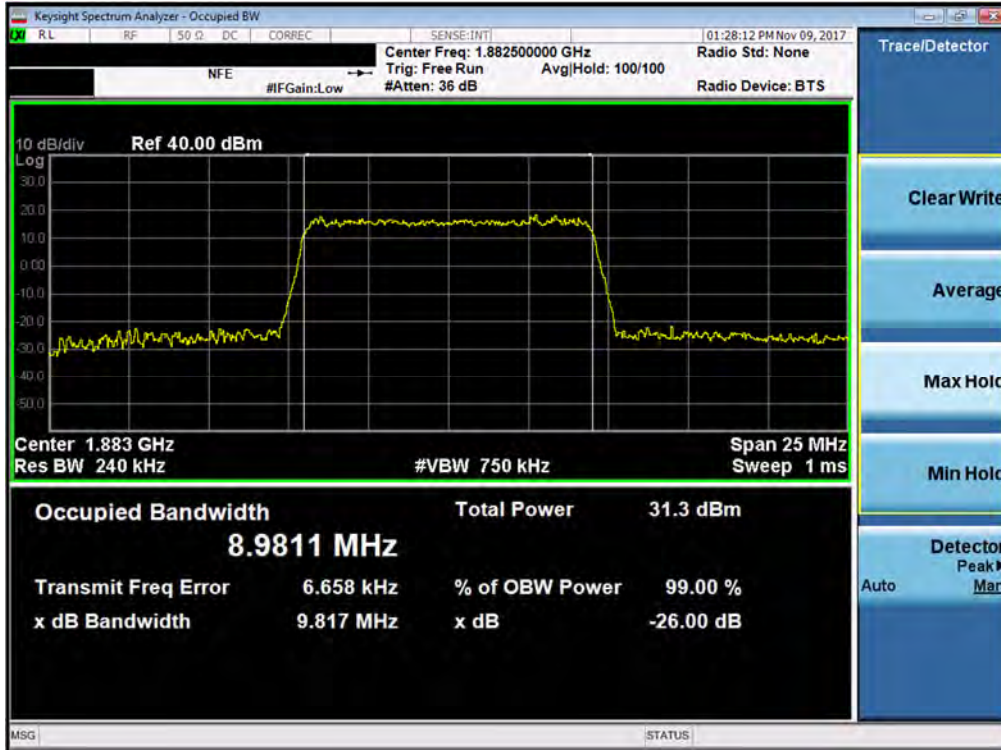 Keysight Spectrum Analyzer - Occupied BW
LXI RL RF 50 Ω DC CORREC SENSE:INT 01:28:12 PM Nov 09, 2017
Center Freq: 1.882500000 GHz Radio Std: None
NFE Trig: Free Run Avg|Hold: 100/100
#IFGain:Low #Atten: 36 dB Radio Device: BTS
Trace/Detector
10 dB/div Ref 40.00 dBm
Log
30.0
20.0
10.0
0.00
-10.0
-20.0
-30.0
-40.0
-50.0
Center 1.883 GHz Span 25 MHz
Res BW 240 kHz #VBW 750 kHz Sweep 1 ms
Occupied Bandwidth Total Power 31.3 dBm
8.9811 MHz
Transmit Freq Error 6.658 kHz % of OBW Power 99.00 %
x dB Bandwidth 9.817 MHz x dB -26.00 dB
Clear Write
Average
Max Hold
Min Hold
Detector
Peak
Auto Man
MSG STATUS